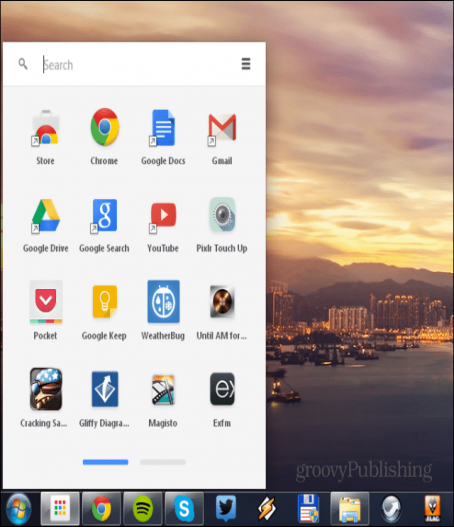 Search
Store
Chrome
Google Docs
Gmail
Google Drive
Google Search
YouTube
Pixlr Touch Up
Pocket
Google Keep
WeatherBug
Until AM for...
Cracking Sa...
Gliffy Diagra...
Magisto
Exfm
groovyPublishing